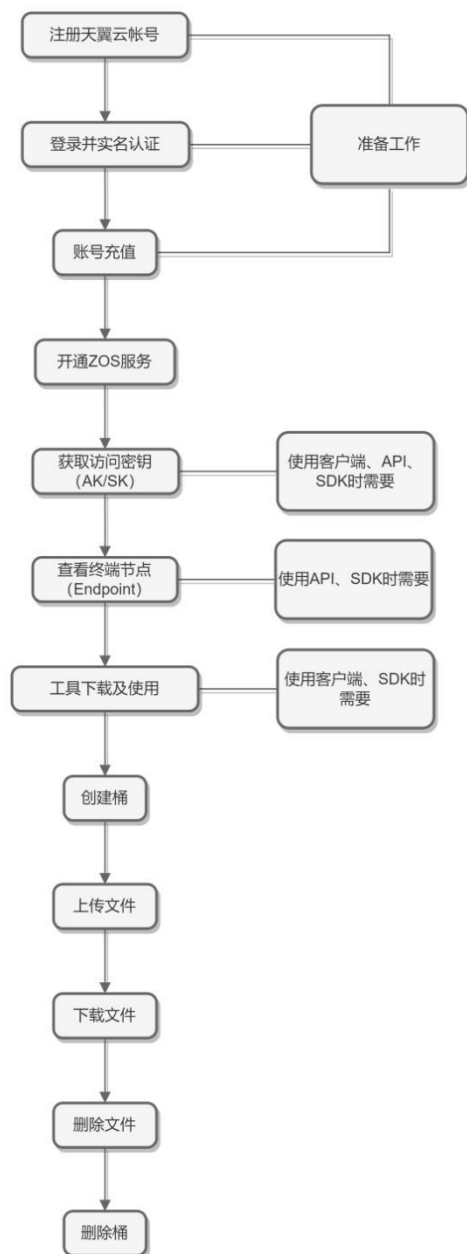 注册天翼云帐号
登录并实名认证
准备工作
账号充值
开通ZOS服务
获取访问密钥
（AK/SK）
使用客户端、API、
SDK时需要
查看终端节点
（Endpoint）
使用API、SDK时需要
工具下载及使用
使用客户端、SDK时
需要
创建桶
上传文件
下载文件
删除文件
删除桶